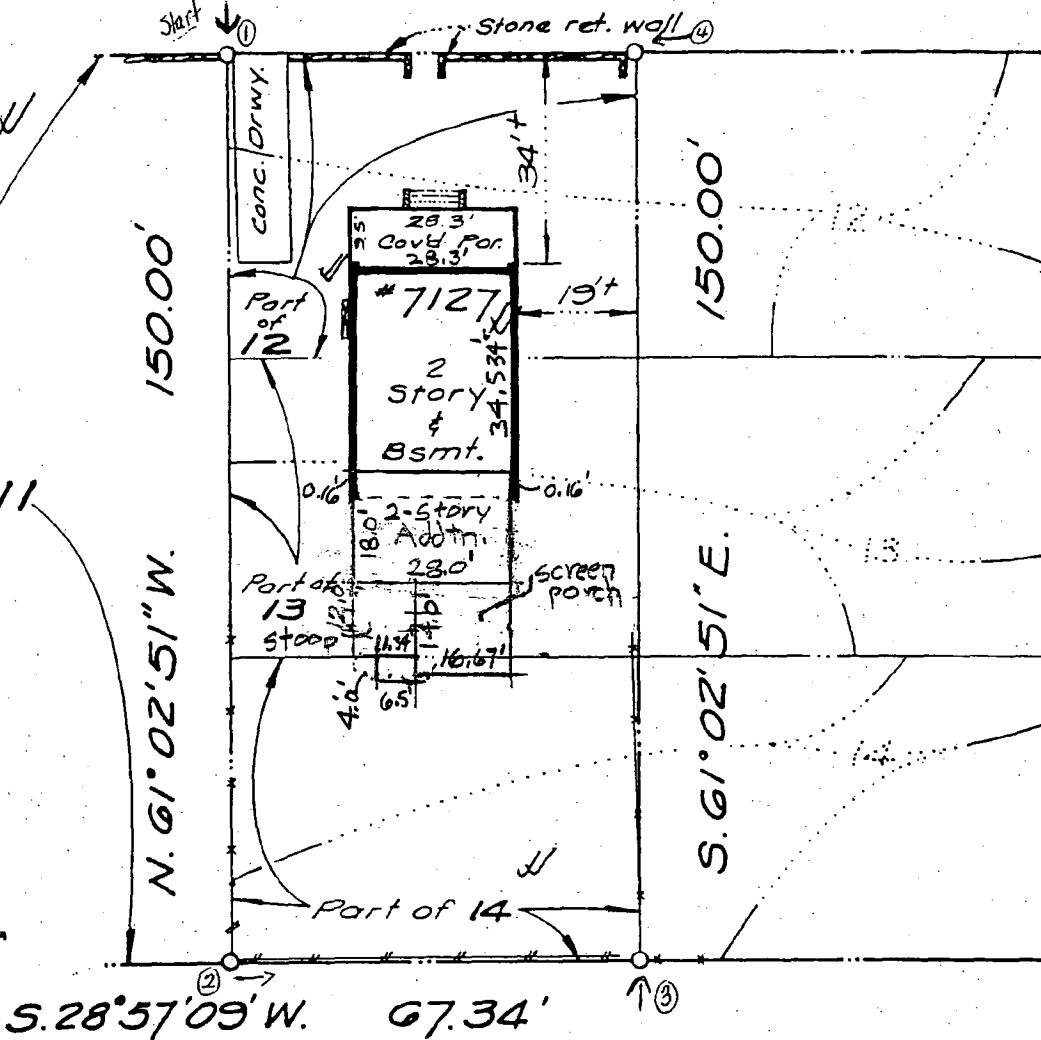 Start
①
Stone ret. wall
④
Conc. Drwy.
34'±
150.00'
150.00'
28.3'
Cov'd Por.
28.3'
9.5'
# 7127
19'±
Part
of
12
2
Story
&
Bsmt.
34.5
34'
0.16'
0.16'
11
2-Story
Addtn.
18.0'
28.0'
screen
porch
Part of
13
12.0'
14.0'
stoop
11.34'
16.67'
4.0'
6.5'
12
13
14
N. 61° 02' 51" W.
S. 61° 02' 51" E.
Part of 14
②
③
S. 28° 57' 09' W. 67.34'